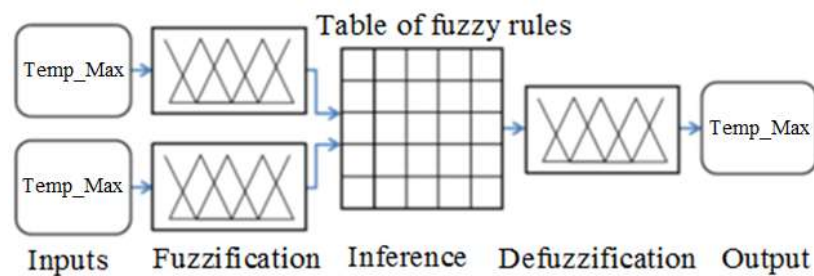 Table of fuzzy rules
Temp_Max
Temp_Max
Temp_Max
Inputs Fuzzification Inference Defuzzification Output